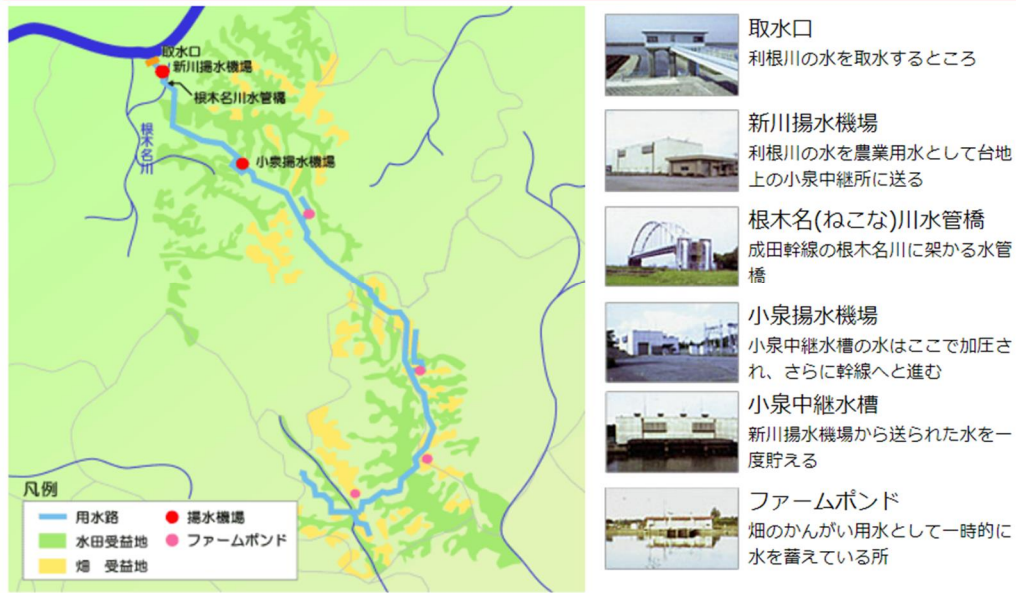 取水口
新川揚水機場
根木名川水管橋
根木名川
小泉揚水機場
凡例
用水路
揚水機場
水田受益地
ファームポンド
畑 受益地
取水口
利根川の水を取水するところ
新川揚水機場
利根川の水を農業用水として台地
上の小泉中継所に送る
根木名(ねこな)川水管橋
成田幹線の根木名川に架かる水管
橋
小泉揚水機場
小泉中継水槽の水はここで加圧さ
れ、さらに幹線へと進む
小泉中継水槽
新川揚水機場から送られた水を一
度貯える
ファームポンド
畑のかんがい用水として一時的に
水を蓄えている所